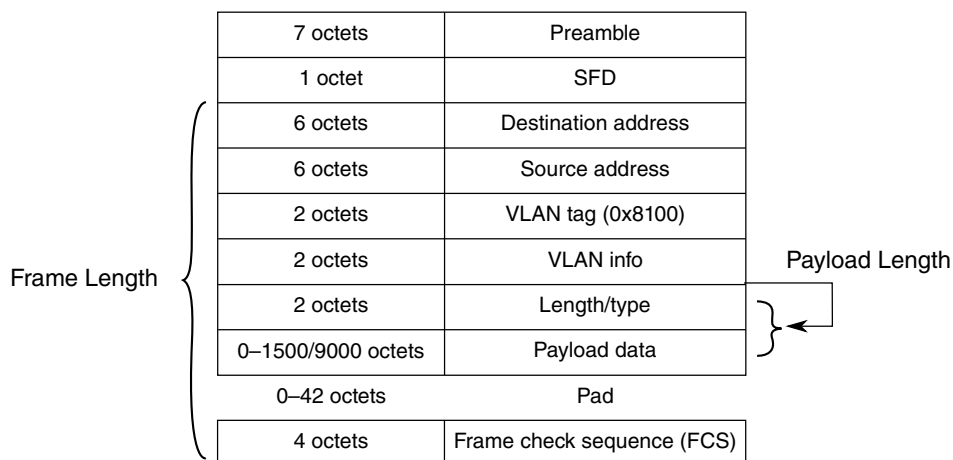 7 octets Preamble
1 octet SFD
6 octets Destination address
6 octets Source address
2 octets VLAN tag (0x8100)
2 octets VLAN info
Frame Length
Payload Length
2 octets Length/type
0–1500/9000 octets Payload data
0–42 octets Pad
4 octets Frame check sequence (FCS)